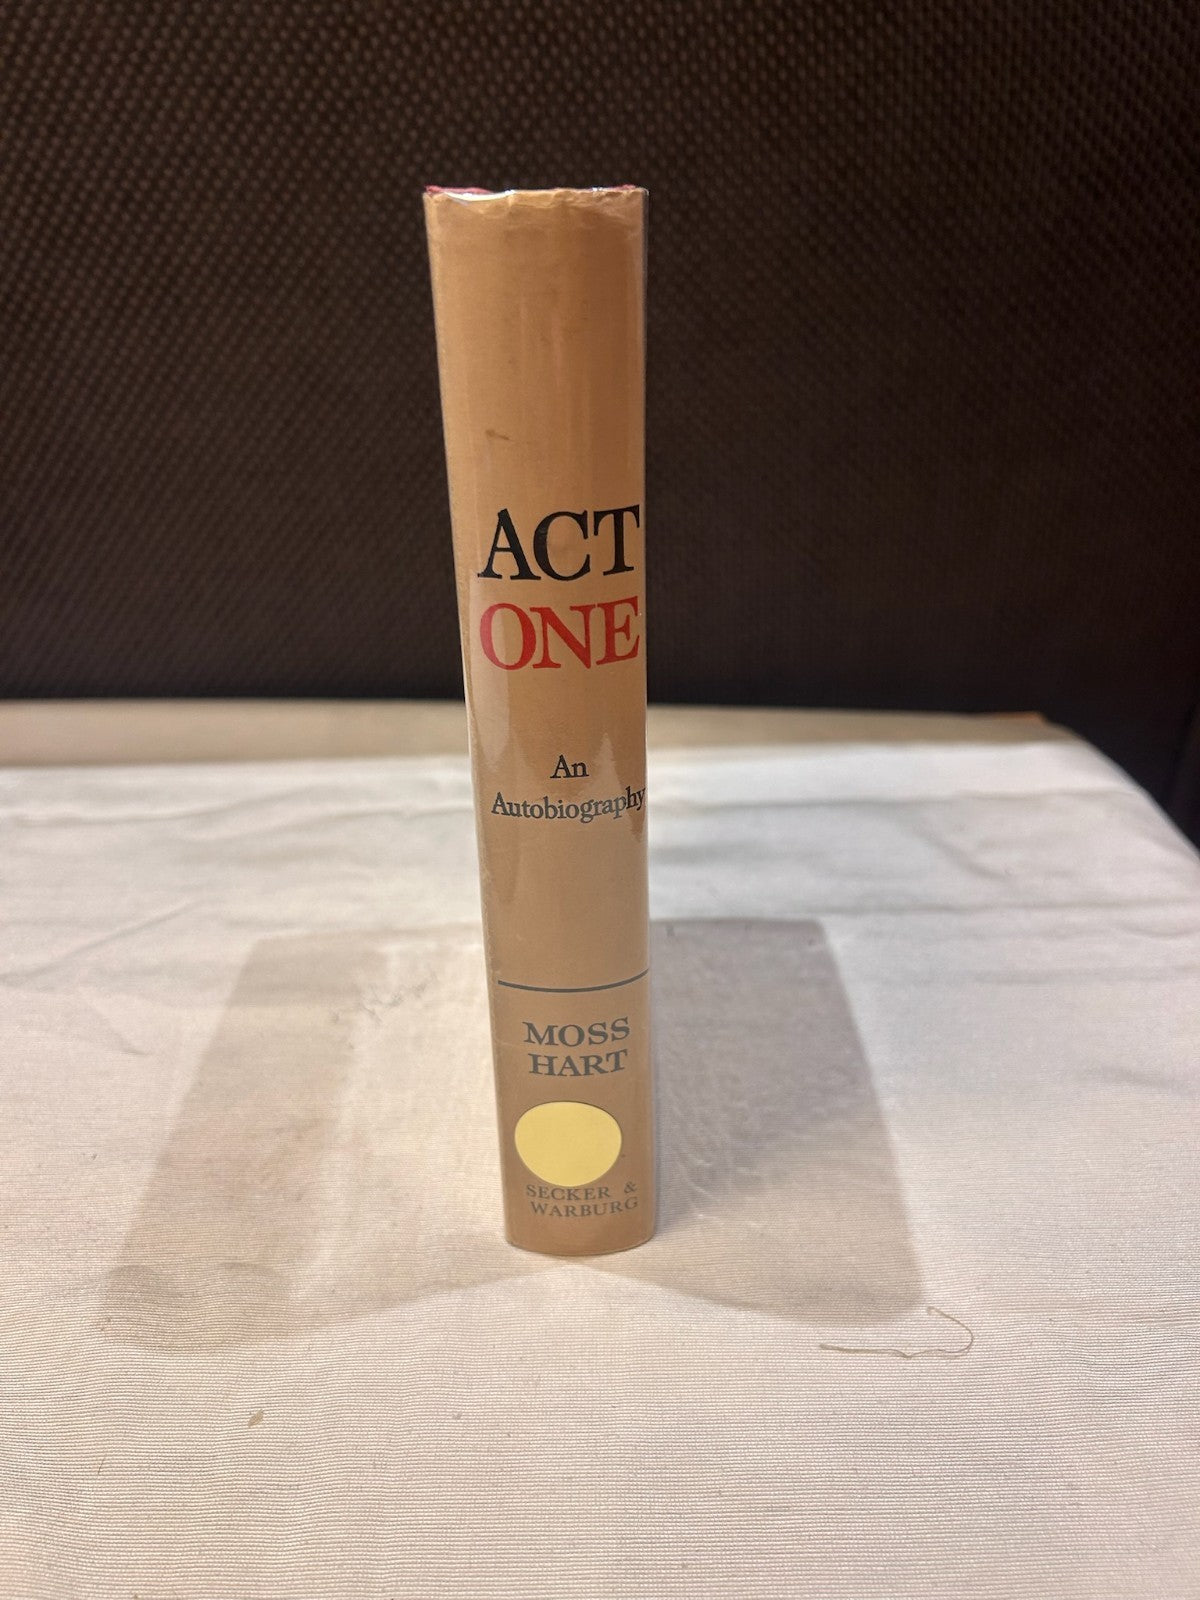 ACT
ONE
An
Autobiography
MOSS
HART
SECKER &
WARBURG